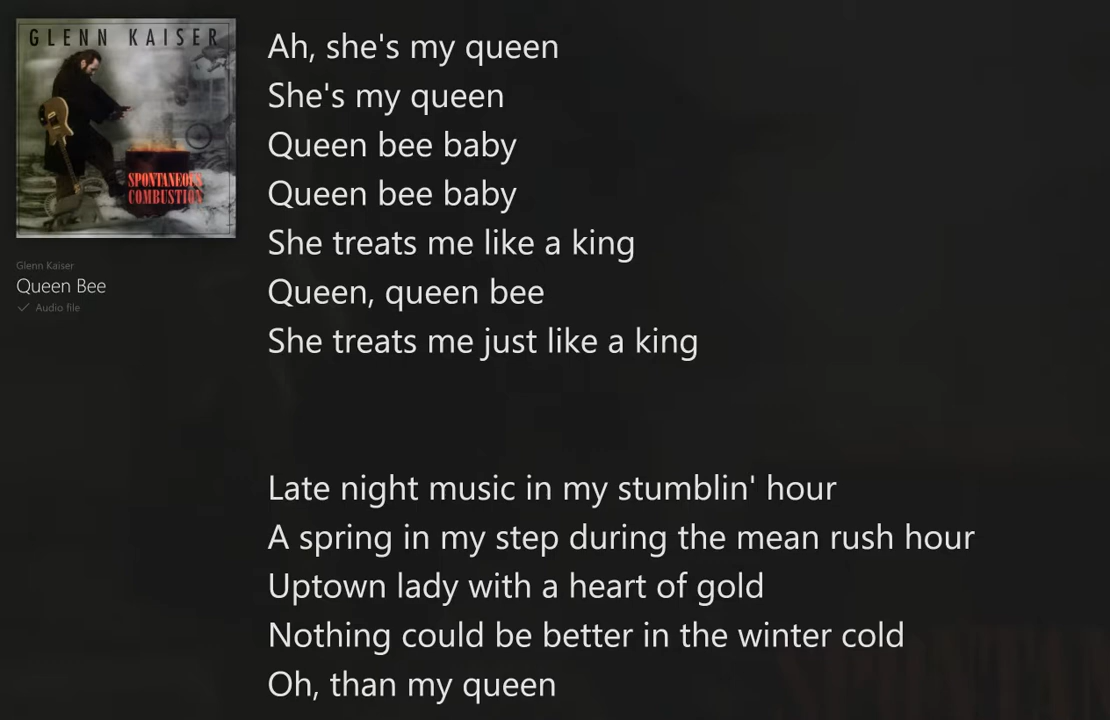 GLENN KAISER
SPONTANEOUS
COMBUSTION
Glenn Kaiser
Queen Bee
Audio file
Ah, she's my queen
She's my queen
Queen bee baby
Queen bee baby
She treats me like a king
Queen, queen bee
She treats me just like a king
Late night music in my stumblin' hour
A spring in my step during the mean rush hour
Uptown lady with a heart of gold
Nothing could be better in the winter cold
Oh, than my queen